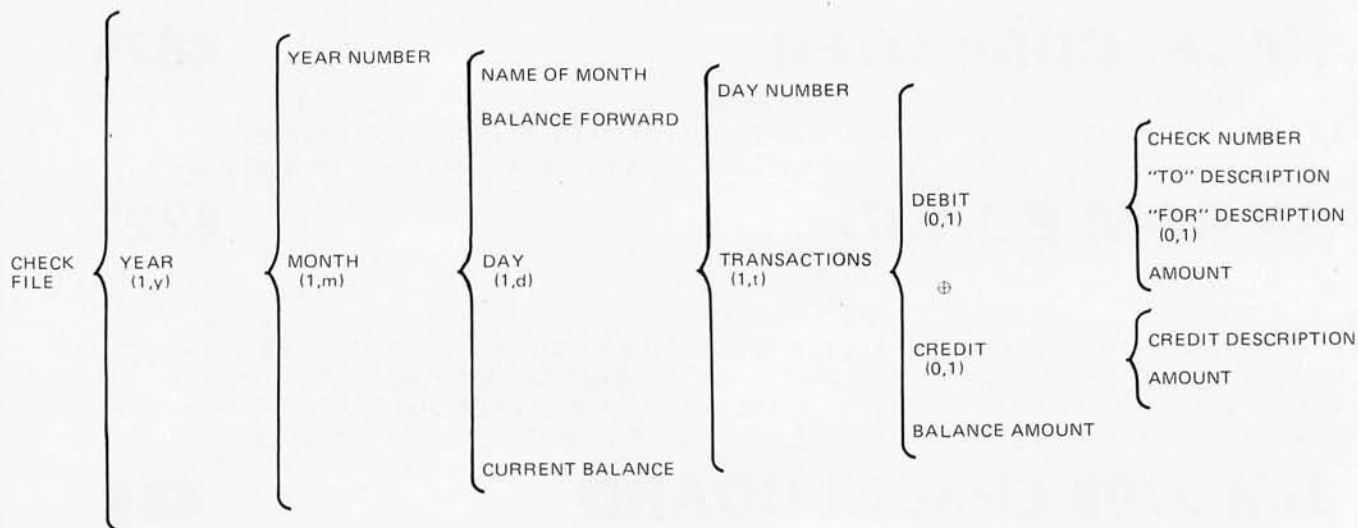 CHECK
FILE
YEAR
(1,y)
YEAR NUMBER
MONTH
(1,m)
NAME OF MONTH
BALANCE FORWARD
DAY
(1,d)
CURRENT BALANCE
DAY NUMBER
TRANSACTIONS
(1,t)
DEBIT
(0,1)
⊕
CREDIT
(0,1)
BALANCE AMOUNT
CHECK NUMBER
"TO" DESCRIPTION
"FOR" DESCRIPTION
(0,1)
AMOUNT
CREDIT DESCRIPTION
AMOUNT